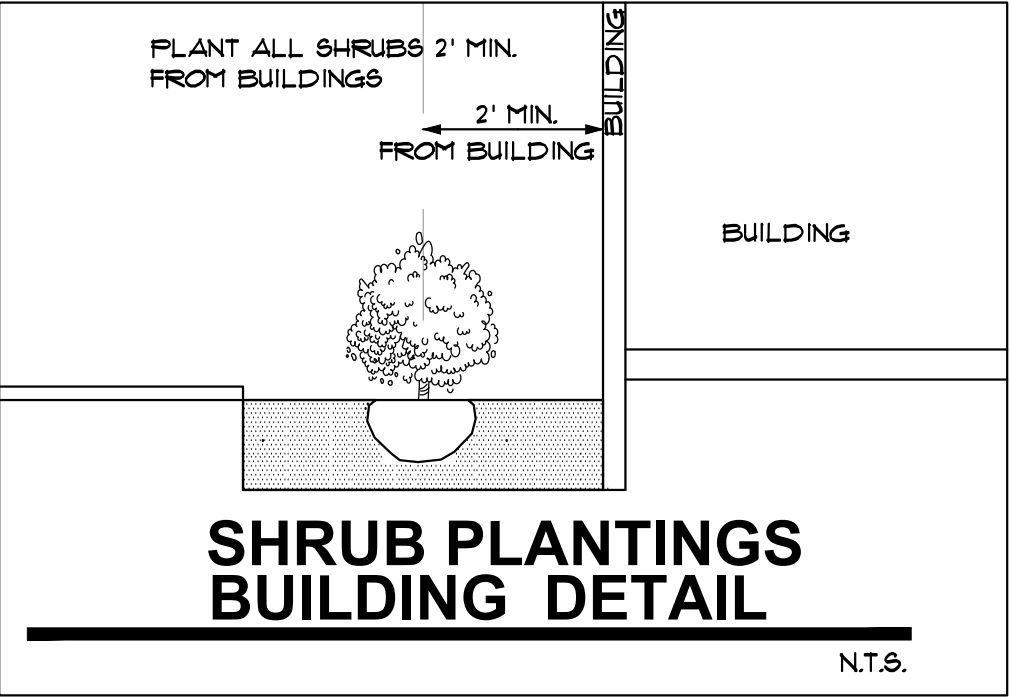 PLANT ALL SHRUBS 2' MIN.
FROM BUILDINGS
2' MIN.
FROM BUILDING
BUILDING
BUILDING
SHRUB PLANTINGS
BUILDING DETAIL
N.T.S.